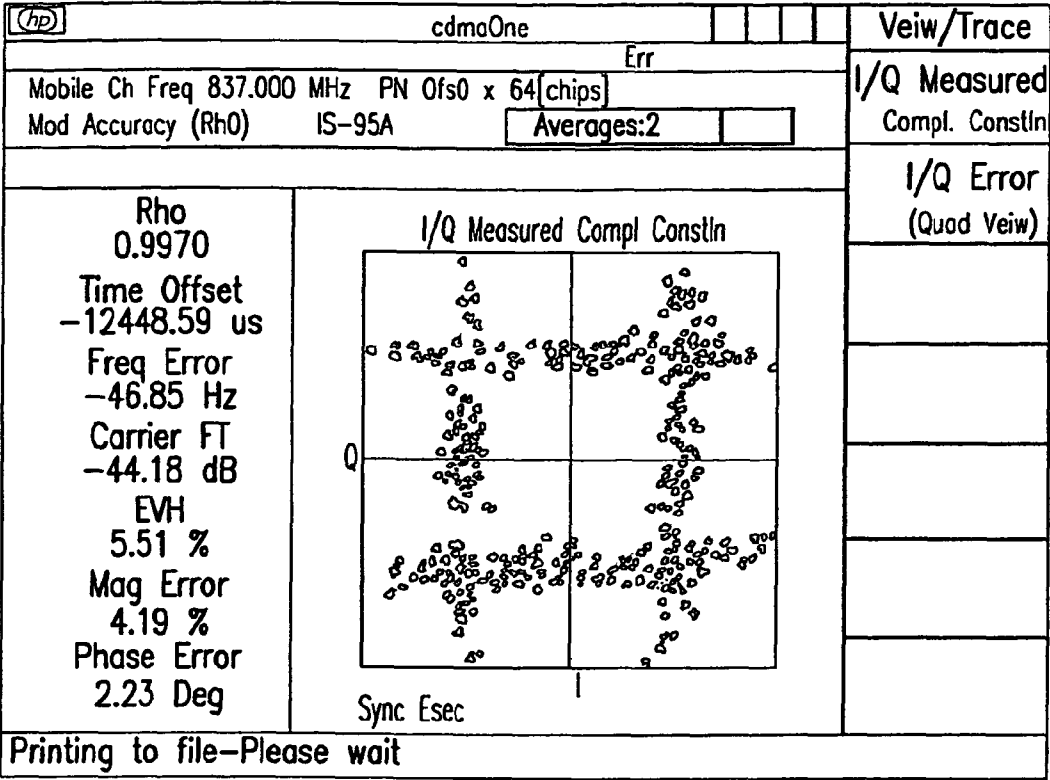 hp
cdmaOne
Err
Mobile Ch Freq 837.000 MHz PN Ofs0 x 64[chips]
Mod Accuracy (Rh0) IS-95A Averages:2
Rho
0.9970
Time Offset
-12448.59 us
Freq Error
-46.85 Hz
Carrier FT
-44.18 dB
EVH
5.51 %
Mag Error
4.19 %
Phase Error
2.23 Deg
I/Q Measured Compl Constln
Q
I
Sync Esec
Veiw/Trace
I/Q Measured
Compl. Constln
I/Q Error
(Quad Veiw)
Printing to file-Please wait